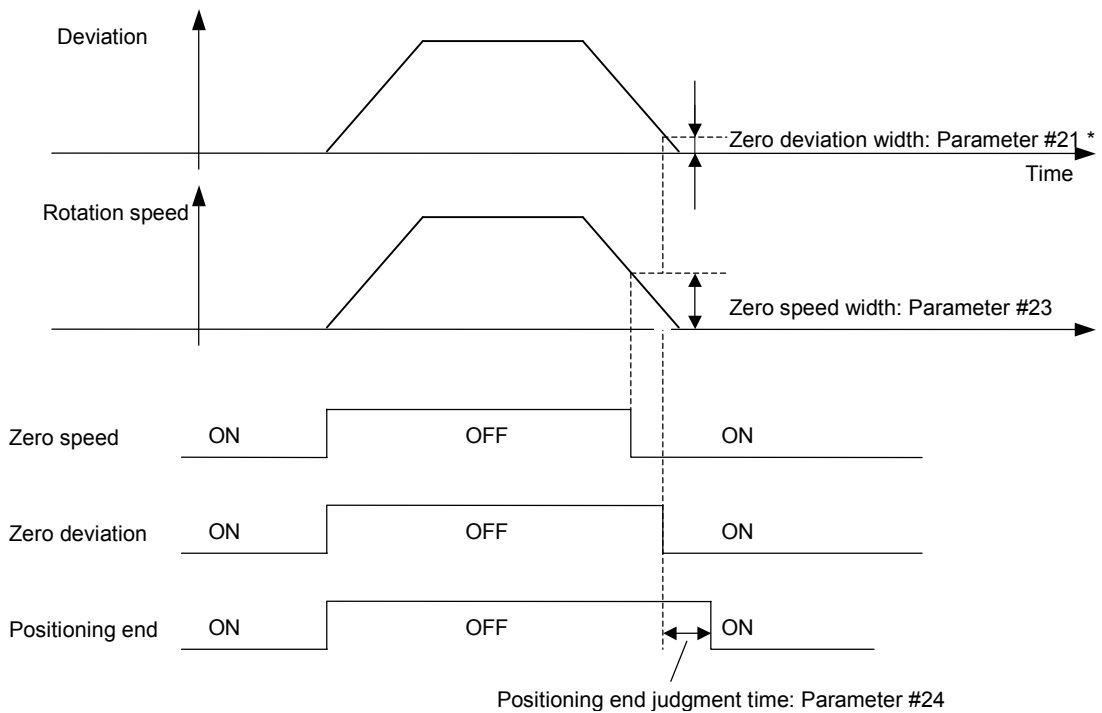 Deviation
Zero deviation width: Parameter #21 *
Time
Rotation speed
Zero speed width: Parameter #23
Zero speed ON OFF ON
Zero deviation ON OFF ON
Positioning end ON OFF ON
Positioning end judgment time: Parameter #24